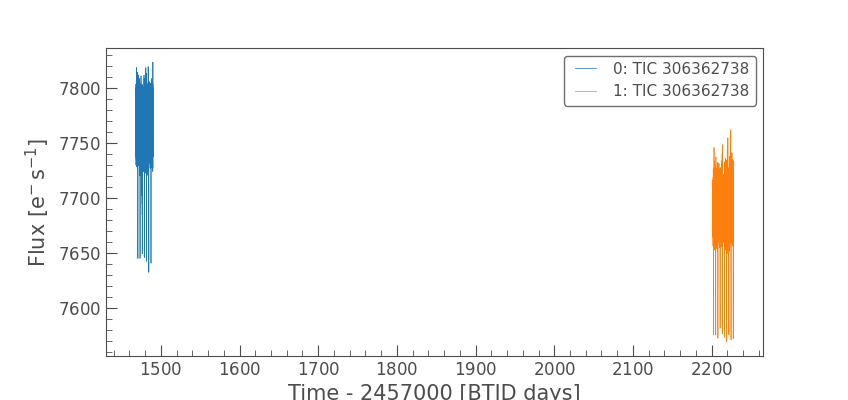 0: TIC 306362738
1: TIC 306362738
Flux [e⁻ s⁻¹]
7800
7750
7700
7650
7600
1500 1600 1700 1800 1900 2000 2100 2200
Time - 2457000 [BTJD days]